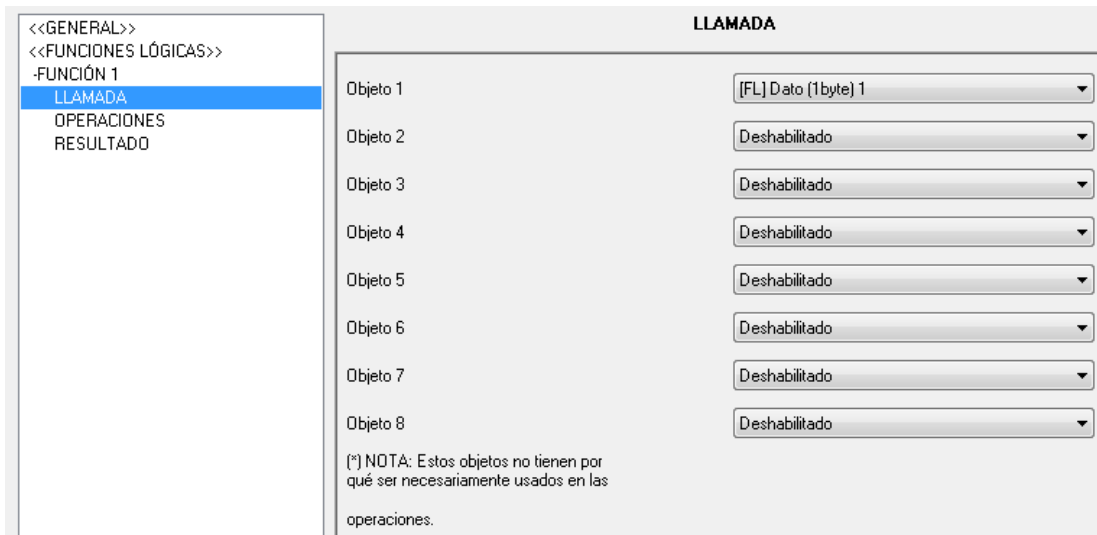 <<GENERAL>>
<<FUNCIONES LÓGICAS>>
-FUNCIÓN 1
LLAMADA
OPERACIONES
RESULTADO
LLAMADA
Objeto 1 [FL] Dato (1byte) 1
Objeto 2 Deshabilitado
Objeto 3 Deshabilitado
Objeto 4 Deshabilitado
Objeto 5 Deshabilitado
Objeto 6 Deshabilitado
Objeto 7 Deshabilitado
Objeto 8 Deshabilitado
(*) NOTA: Estos objetos no tienen por
qué ser necesariamente usados en las
operaciones.